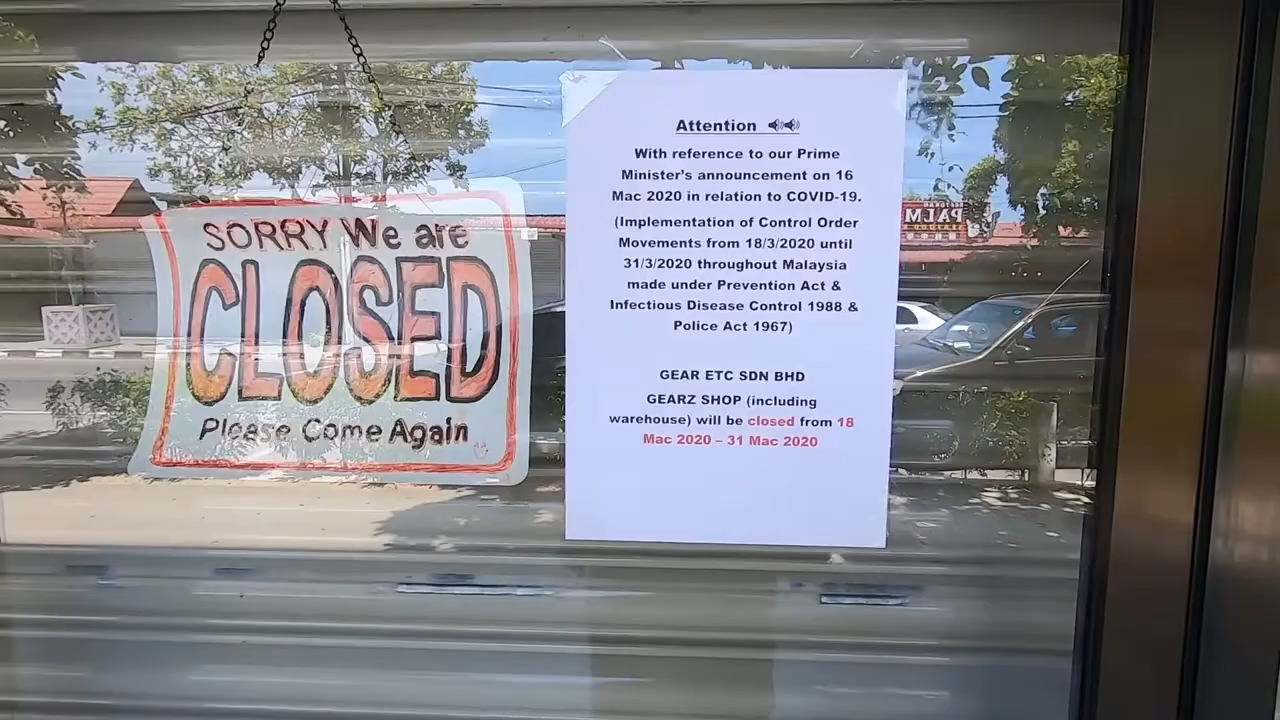 SORRY We are
CLOSED
Please Come Again
Attention
With reference to our Prime
Minister's announcement on 16
Mac 2020 in relation to COVID-19.
(Implementation of Control Order
Movements from 18/3/2020 until
31/3/2020 throughout Malaysia
made under Prevention Act &
Infectious Disease Control 1988 &
Police Act 1967)
GEAR ETC SDN BHD
GEARZ SHOP (including
warehouse) will be closed from 18
Mac 2020 – 31 Mac 2020
PALM